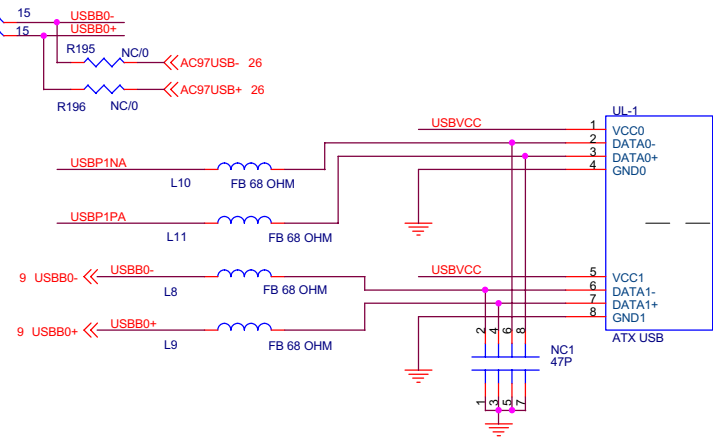 15 USBB0-
15 USBB0+
R195 NC/0 AC97USB- 26
R196 NC/0 AC97USB+ 26
UL-1
USBVCC 1 VCC0
2 DATA0-
3 DATA0+
4 GND0
USBP1NA
L10 FB 68 OHM
USBP1PA
L11 FB 68 OHM
9 USBB0- USBB0-
L8 FB 68 OHM
USBVCC 5 VCC1
6 DATA1-
7 DATA1+
8 GND1
9 USBB0+ USBB0+
L9 FB 68 OHM
ATX USB
2 4 6 8
NC1
47P
1 3 5 7